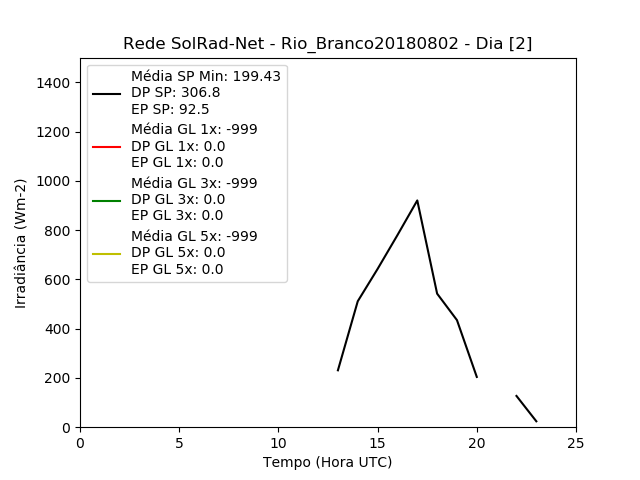 Rede SolRad-Net - Rio_Branco20180802 - Dia [2]
Média SP Min: 199.43
DP SP: 306.8
EP SP: 92.5
Média GL 1x: -999
DP GL 1x: 0.0
EP GL 1x: 0.0
Média GL 3x: -999
DP GL 3x: 0.0
EP GL 3x: 0.0
Média GL 5x: -999
DP GL 5x: 0.0
EP GL 5x: 0.0
Irradiância (Wm-2)
1400
1200
1000
800
600
400
200
0
0 5 10 15 20 25
Tempo (Hora UTC)